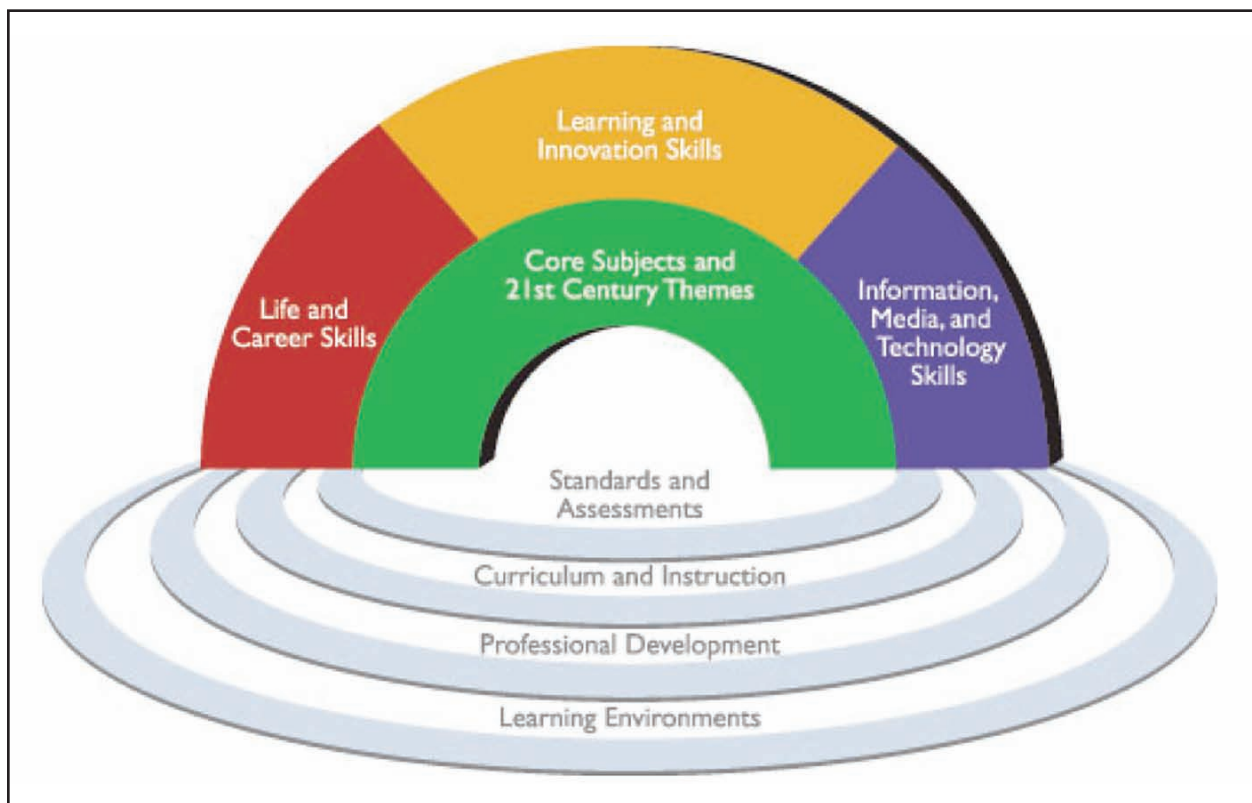 Learning and
Innovation Skills
Core Subjects and
21st Century Themes
Life and
Career Skills
Information,
Media, and
Technology
Skills
Standards and
Assessments
Curriculum and Instruction
Professional Development
Learning Environments